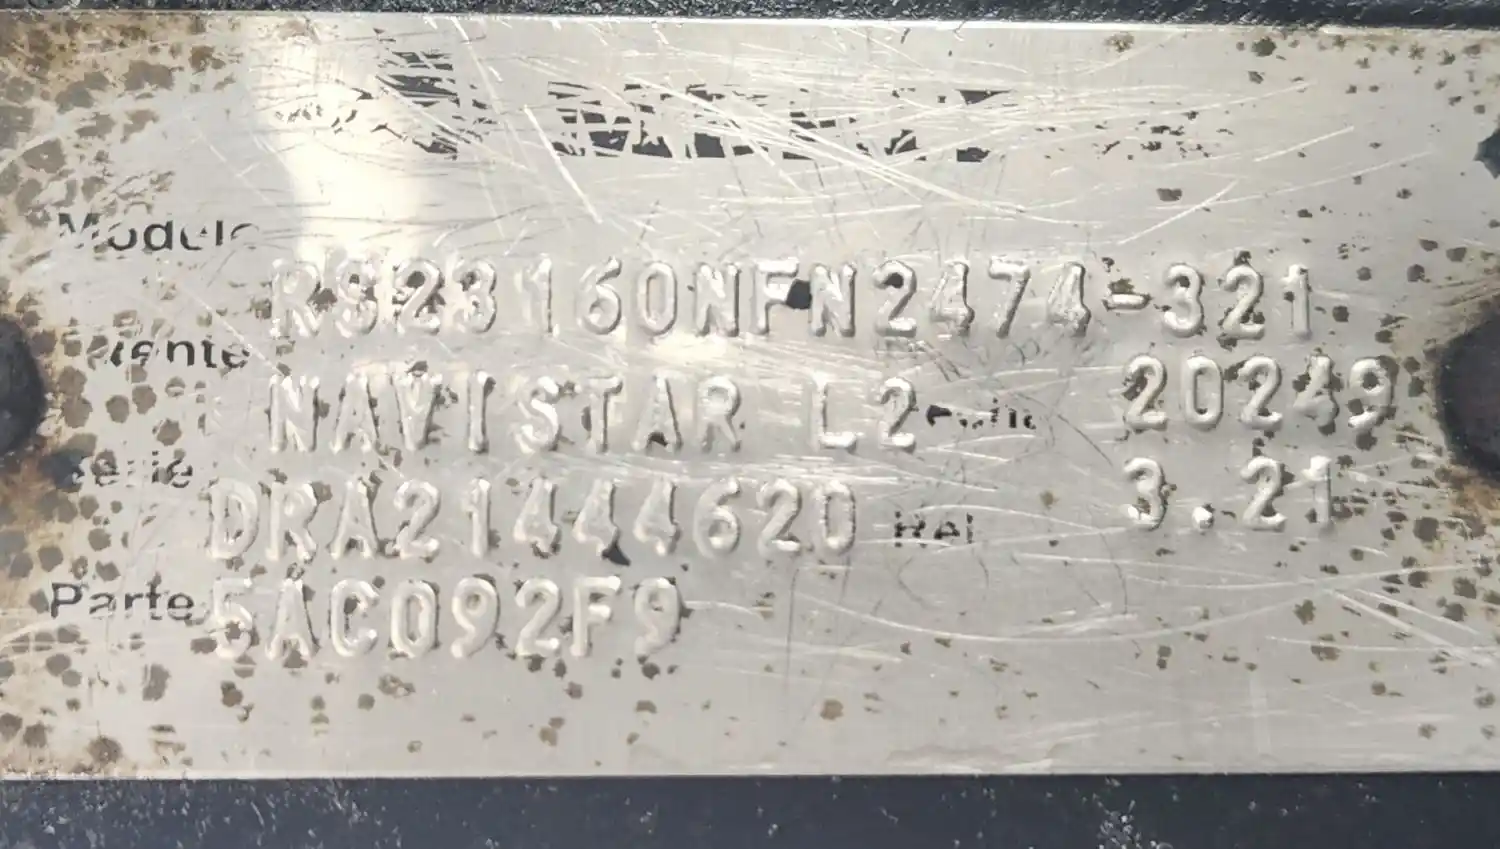 Modelo
RS23160NFN2474-321
NAVISTAR L2 20249
Serie
DRA21444620 Rel 3.21
Parte 5AC092F9